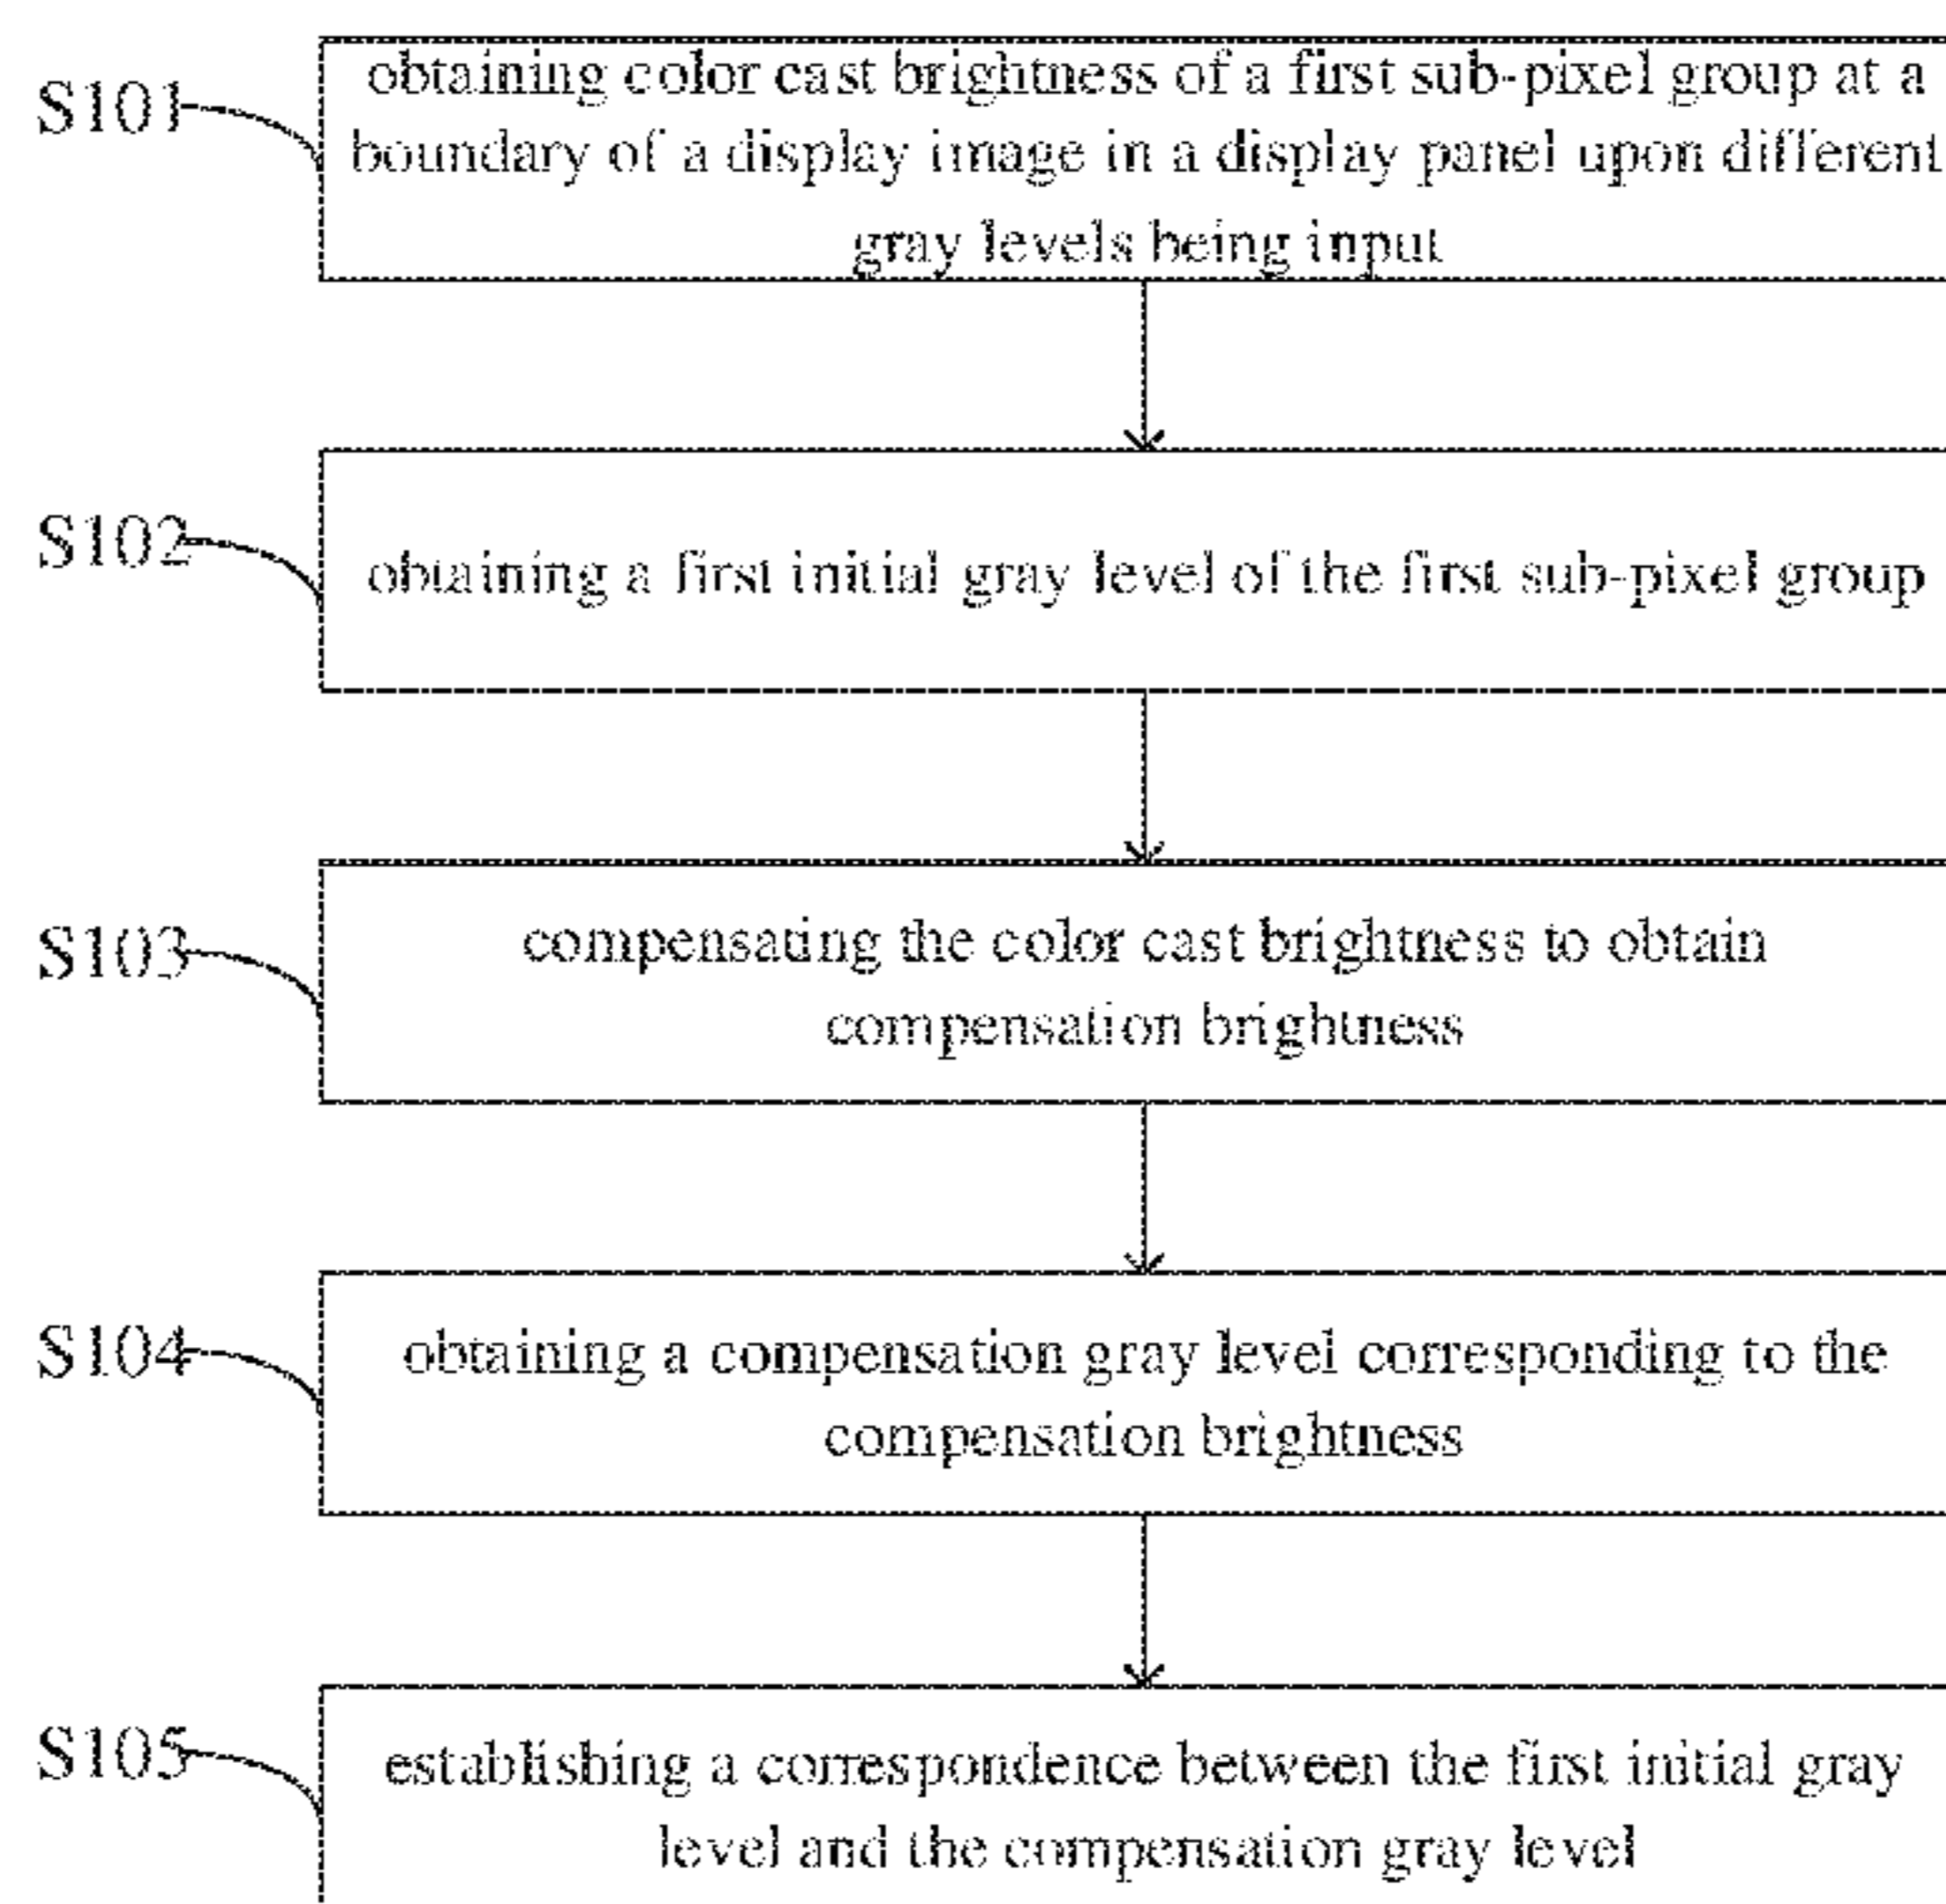 S101
obtaining color cast brightness of a first sub-pixel group at a
boundary of a display image in a display panel upon different
gray levels being input
S102
obtaining a first initial gray level of the first sub-pixel group
S103
compensating the color cast brightness to obtain
compensation brightness
S104
obtaining a compensation gray level corresponding to the
compensation brightness
S105
establishing a correspondence between the first initial gray
level and the compensation gray level